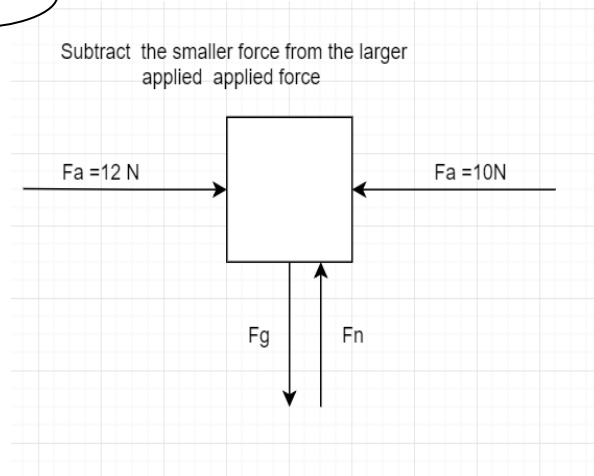 Subtract the smaller force from the larger
applied applied force
Fa =12 N
Fa =10N
Fg
Fn